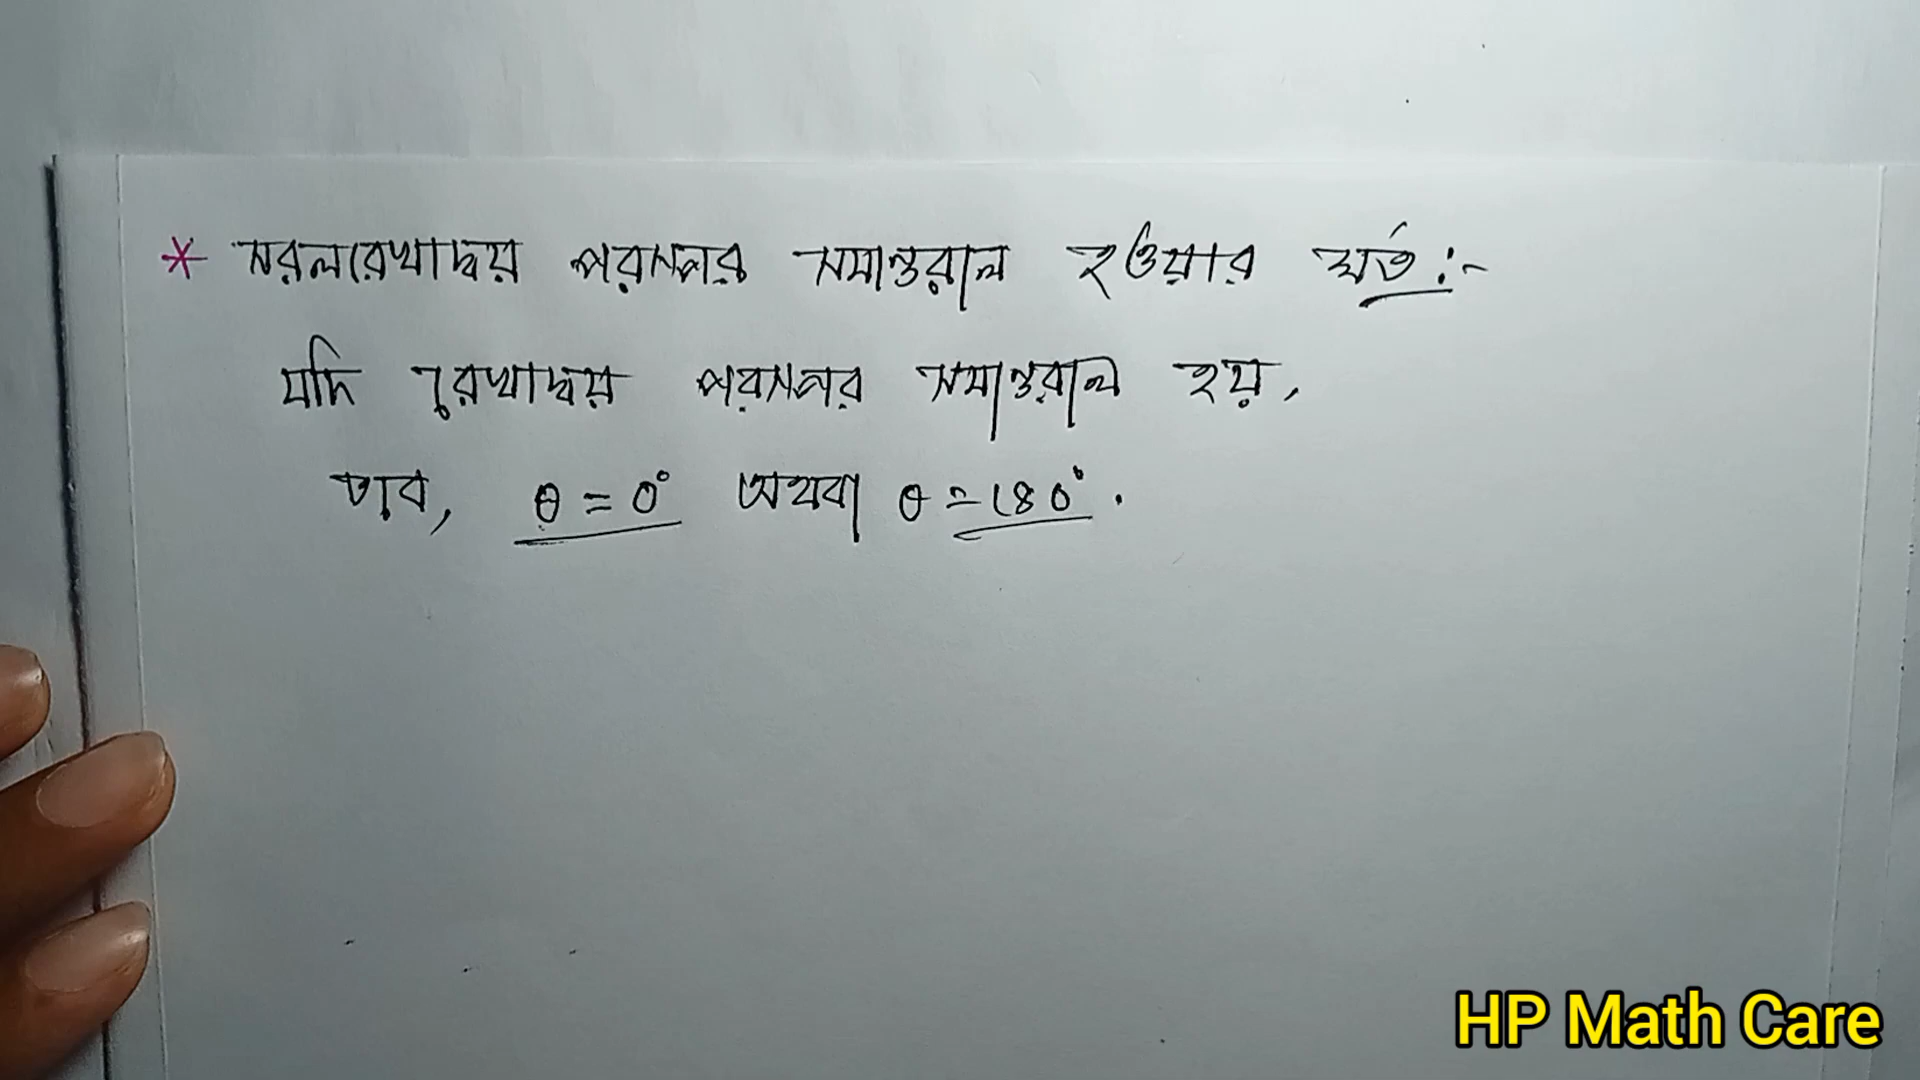 * সরলরেখাদ্বয় পরস্পর সমান্তরাল হওয়ার শর্ত :-
যদি রেখাদ্বয় পরস্পর সমান্তরাল হয়,
তবে, θ = 0° অথবা θ = 180° .
HP Math Care